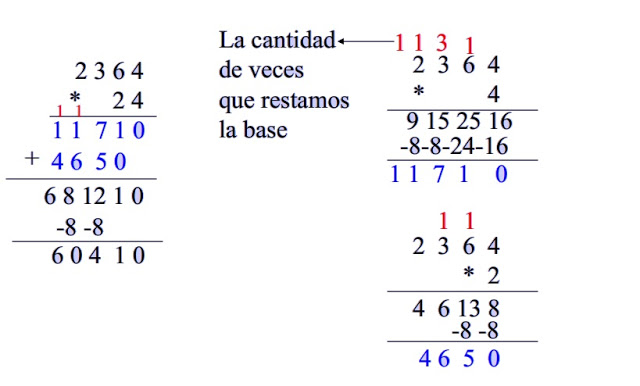 2 3 6 4
* 2 4
1 1
1 1 7 1 0
+ 4 6 5 0
6 8 12 1 0
-8 -8
6 0 4 1 0
La cantidad
de veces
que restamos
la base
1 1 3 1
2 3 6 4
* 4
9 15 25 16
-8-8-24-16
1 1 7 1 0
1 1
2 3 6 4
* 2
4 6 13 8
-8 -8
4 6 5 0